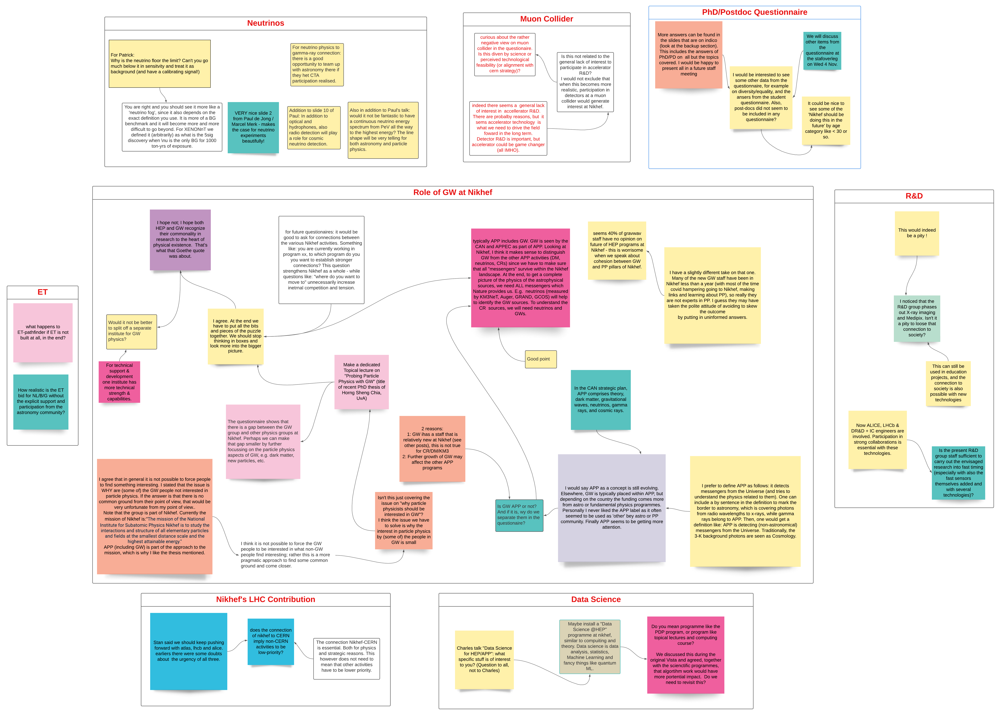 Neutrinos
For Patrick:
Why is the neutrino floor the limit? Can't you go
much below it in sensitvity and treat it as
background (and have a calibrating signal!)
For neutrino physics to
gamma-ray connection:
there is a good
opporttunity to team up
with astronomy there if
they het CTA
participation realised.
You are right and you should see it more like a
'neutrino fog', since it also depends on the
exact definition you use. It is more of a BG
benchmark and it will become more and more
difficult to go beyond. For XENONnT we
defined it (arbitrarily) as what is the 5sig
discovery when \nu is the only BG for 1000
ton-yrs of exposure.
VERY nice slide 2
from Paul de Jong /
Marcel Merk - makes
the case for neutrino
experiments
beautifully!
Addition to slide 10 of
Paul: In addition to
optical and
hydrophones, also
radio detection will play
a role for cosmic
neutrino detection.
Also in addition to Paul's talk:
would it not be fantastic to have
a continuous neutrino energy
spectrum from PeV all the way
to the highest energy? The line
shape will be very telling for
both astronomy and particle
physics.
Muon Collider
curious about the rather
negative view on muon
collider in the questionaire.
Is this diven by science or
perceived technological
feasibility (or alignment with
cern strategy)?
Is this not related to the
general lack of interest to
participate in accelerator
R&D?
I would not exclude that
when this becomes more
realistic, participation in
detectors at a muon
collider would generate
interest at Nikhef.
indeed there seems a  general lack
of interest in  accellerator R&D.
There are probalby reasons, but  it
sems accelerator technology  is
what we need to drive the field
foward in the long term.
Detector R&D is important, but
accelerator could be game changer
(all IMHO).
PhD/Postdoc Questionnaire
More answers can be found in
the slides that are on indico
(look at the backup section).
This includes the answers of
PhD/PD on  all but the topics
covered. I would be happy to
present all in a future staff
meeting
We will discuss
other items from
the
questionnaire at
the stafoverleg
on Wed 4 Nov.
I would be interested to see
some other data from the
questionnaire, for example
on diversity/equality, and the
ansers from the student
questionnaire. Also,
post-docs did not seem to
be included in any
questionnaire?
It could be nice to
see some of the
'Nikhef should be
doing this in the
future' by age
category like < 30 or
so.
Role of GW at Nikhef
I hope not; I hope both
HEP and GW recognize
their commonality in
research to the heart of
physical existence.  That's
what that Goethe quote
was about.
for future questionaires: it would be
good to ask for connections between
the various Nikhef activities. Something
like: you are currently working in
program xx, to which program do you
you want to establish stronger
connections? This question
strengthens Nikhef as a whole - while
questions like: "where do you want to
move to" unnecessarily increase
inetrnal competition and tension.
typically APP includes GW. GW is seen by the
CAN and APPEC as part of APP. Looking at
Nikhef, I think it makes sense to distinguish
GW from the other APP activities (DM,
neutrinos, CRs) since we have to make sure
that all "messengers" survive within the Nikhef
landscape. At the end, to get a complete
picture of the physics of the astrophysical
sources, we need ALL messengers which
Nature provides us. E.g.  neutrinos (measured
by KM3NeT, Auger, GRAND, GCOS) will help
to identify the GW sources. To understand the
CR  sources, we will need neutrinos and
GWs.
seems 40% of gravwav
staff have no opinion on
future of HEP programs at
Nikhef - this is worrisome
when we speak about
cohesion between GW
and PP pillars of Nikhef.
I have a slightly different take on that one.
Many of the new GW staff have been in
Nikhef less than a year (with most of the time
covid hampering going to Nikhef, making
links and learning about PP), so really they
are not experts in PP. I guess they may have
taken the polite attitude of avoiding to skew
the outcome
by putting in uninformed answers.
Would it not be better
to split off a separate
institute for GW
physics?
I agree. At the end we
have to put all the bits
and pieces of the puzzle
together. We should stop
thinking in boxes and
look more into the bigger
picture.
Good point
For technical
support &
development
one institute has
more technical
strength &
capabilities.
Make a dedicated
Topical lecture on
"Probing Particle
Physics with GW" (title
of recent PhD thesis of
Horng Sheng Chia,
UvA)
In the CAN strategic plan,
APP comprises theory,
dark matter, gravitational
waves, neutrinos, gamma
rays, and cosmic rays.
The questionnaire shows that
there is a gap between the GW
group and other physics groups at
Nikhef. Perhaps we can make
that gap smaller by further
focussing on the particle physics
aspects of GW, e.g. dark matter,
new particles, etc.
2 reasons:
1: GW ihas a staff that is
relatively new at Nikhef (see
other posts), this is not true
for CR/DM/KM3
2: Further growth of GW may
affect the other APP
programs
I agree that in general it is not possible to force people
to find something interesting. I stated that the issue is
WHY are (some of) the GW people not interested in
particle physics. If the answer is that there is no
common ground from their point of view, that would be
very unfortunate from my point of view..
Note that the group is part of Nikhef. Currently the
mission of Nikhef is:"The mission of the National
Institute for Subatomic Physics Nikhef is to study the
interactions and structure of all elementary particles
and fields at the smallest distance scale and the
highest attainable energy."
APP (including GW) is part of the approach to the
mission, which is why I like the thesis mentioned.
I think it is not possible to force the GW
people to be interested in what non-GW
people find interesting; rather this is a more
pragmatic approach to find some common
ground and come closer.
Isn't this just covering the
issue on "why particle
physicists should be
interested in GW"?
I think the issue we have
to solve is why the
interest in particle physics
by (some of) the people in
GW is small
Is GW APP or not?
And if it is, wy do we
separate them in the
questionaire?
I would say APP as a concept is still evolving.
Elsewhere, GW is typically placed within APP, but
depending on the country the funding comes more
from astro or fundamental physics programmes.
Personally I never liked the APP label as it often
seemed to be used as 'other' bey astro or PP
community. Finally APP seems to be getting more
attention.
I prefer to define APP as follows: it detects
messengers from the Universe (and tries to
understand the physics related to them). One can
include a by sentence in the definition to mark the
border to astronomy, which is covering photons
from radio wavelengths to x-rays, while gamma
rays belong to APP. Then, one would get a
definition like: APP is detecting (non-astronomical)
messengers from the Universe. Traditionally, the
3-K background photons are seen as Cosmology.
R&D
This would indeed
be a pity !
I noticed that the
R&D group phases
out X-ray imaging
and Medipix. Isn't it
a pity to loose that
connection to
society?
This can still be
used in education
projects, and the
connection to
society is also
possible with new
technologies
Now ALICE, LHCb &
DR&D + IC engineers are
involved. Participation in
strong collaborations is
essential with these
technologies.
Is the present R&D
group staff sufficient to
carry out the envisaged
research into fast timing
(especially with also the
fast sensors
themselves added and
with several
technologies)?
ET
what happens to
ET-pathfinder if ET is not
built at all, in the end?
How realistic is the ET
bid for NL/B/G without
the explicit support and
participation from the
astronomy community?
Nikhef's LHC Contribution
Stan said we should keep pushing
forward with atlas, lhcb and alice.
earliers there were some doubts
about  the urgency of all three.
does the connection
of nikhef to CERN
imply non-CERN
activities to be
low-priority?
The connection Nikhef-CERN
is essential. Both for physics
and strategic reasons. This
however does not need to
mean that other activities
have to be lower priority.
Data Science
Charles talk "Data Science
for HEP/APP": what
specific stuff is of interest
to you? (Question to all,
not to Charles)
Maybe install a "Data
Science @HEP"
programme at nikhef,
similar to compuiting and
theory. Data science is data
analysis, statistics,
Machine Learning and
fancy things like quantum
ML.
Do you mean programme like the
PDP program, or program like
topical lectures and computing
course?
We discussed this during the
original Vista and agreed, together
with the scienctific programmes,
that algortihm work would have
more portential impact.  Do we
need to revisit this?